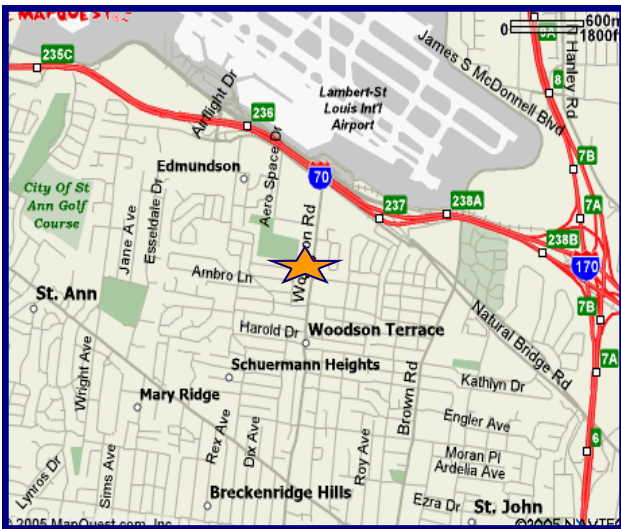 MAPQUEST
600m
0
1800ft
235C
Airflight Dr
236
Lambert-St
Louis Int'l
Airport
James S McDonnell Blvd
N Hanley Rd
8
7B
Edmundson
Aero Space Dr
70
City Of St
Ann Golf
Course
Jane Ave
Esseldale Dr
237
238A
7A
238B
170
Ambro Ln
St. Ann
Natural Bridge Rd
7B
Harold Dr
Woodson Terrace
Schuermann Heights
7A
Wright Ave
Kathlyn Dr
Mary Ridge
Brown Rd
Rex Ave
Dix Ave
Engler Ave
Roy Ave
6
Moran Pl
Ardelia Ave
Lynros Dr
Sims Ave
Breckenridge Hills
Ezra Dr
St. John
2005 MapQuest.com, Inc.
©2005 NAVTEQ